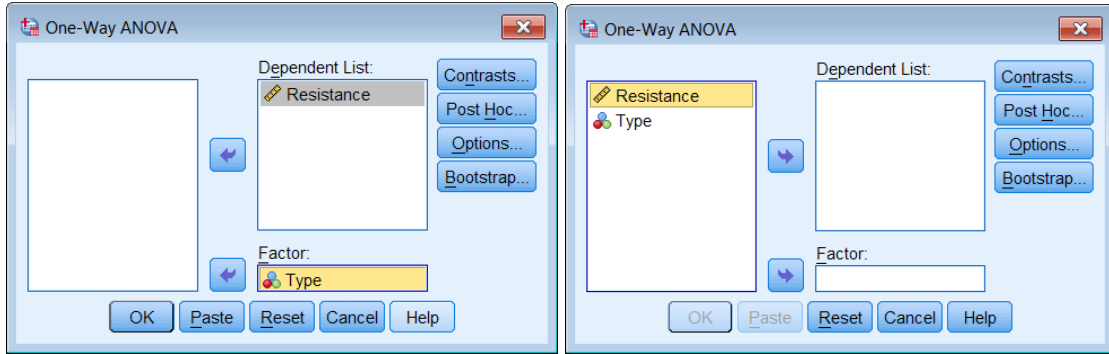 One-Way ANOVA
Dependent List:
Resistance
Contrasts...
Post Hoc...
Options...
Bootstrap...
Factor:
Type
OK Paste Reset Cancel Help
One-Way ANOVA
Resistance
Type
Dependent List:
Contrasts...
Post Hoc...
Options...
Bootstrap...
Factor:
OK Paste Reset Cancel Help